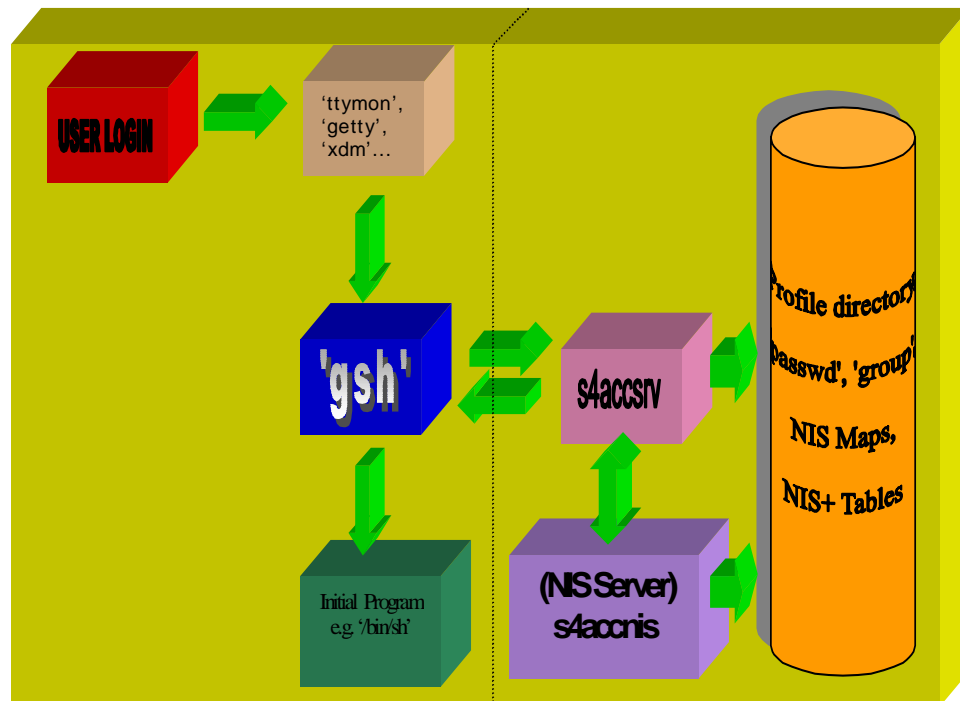 USER LOGIN
‘ttymon’,
‘getty’,
‘xdm’...
'gsh'
s4accsrv
Profile directory,
'passwd', 'group',
NIS Maps,
NIS+ Tables
Initial Program
e.g. ‘/bin/sh’
(NIS Server)
s4accnis